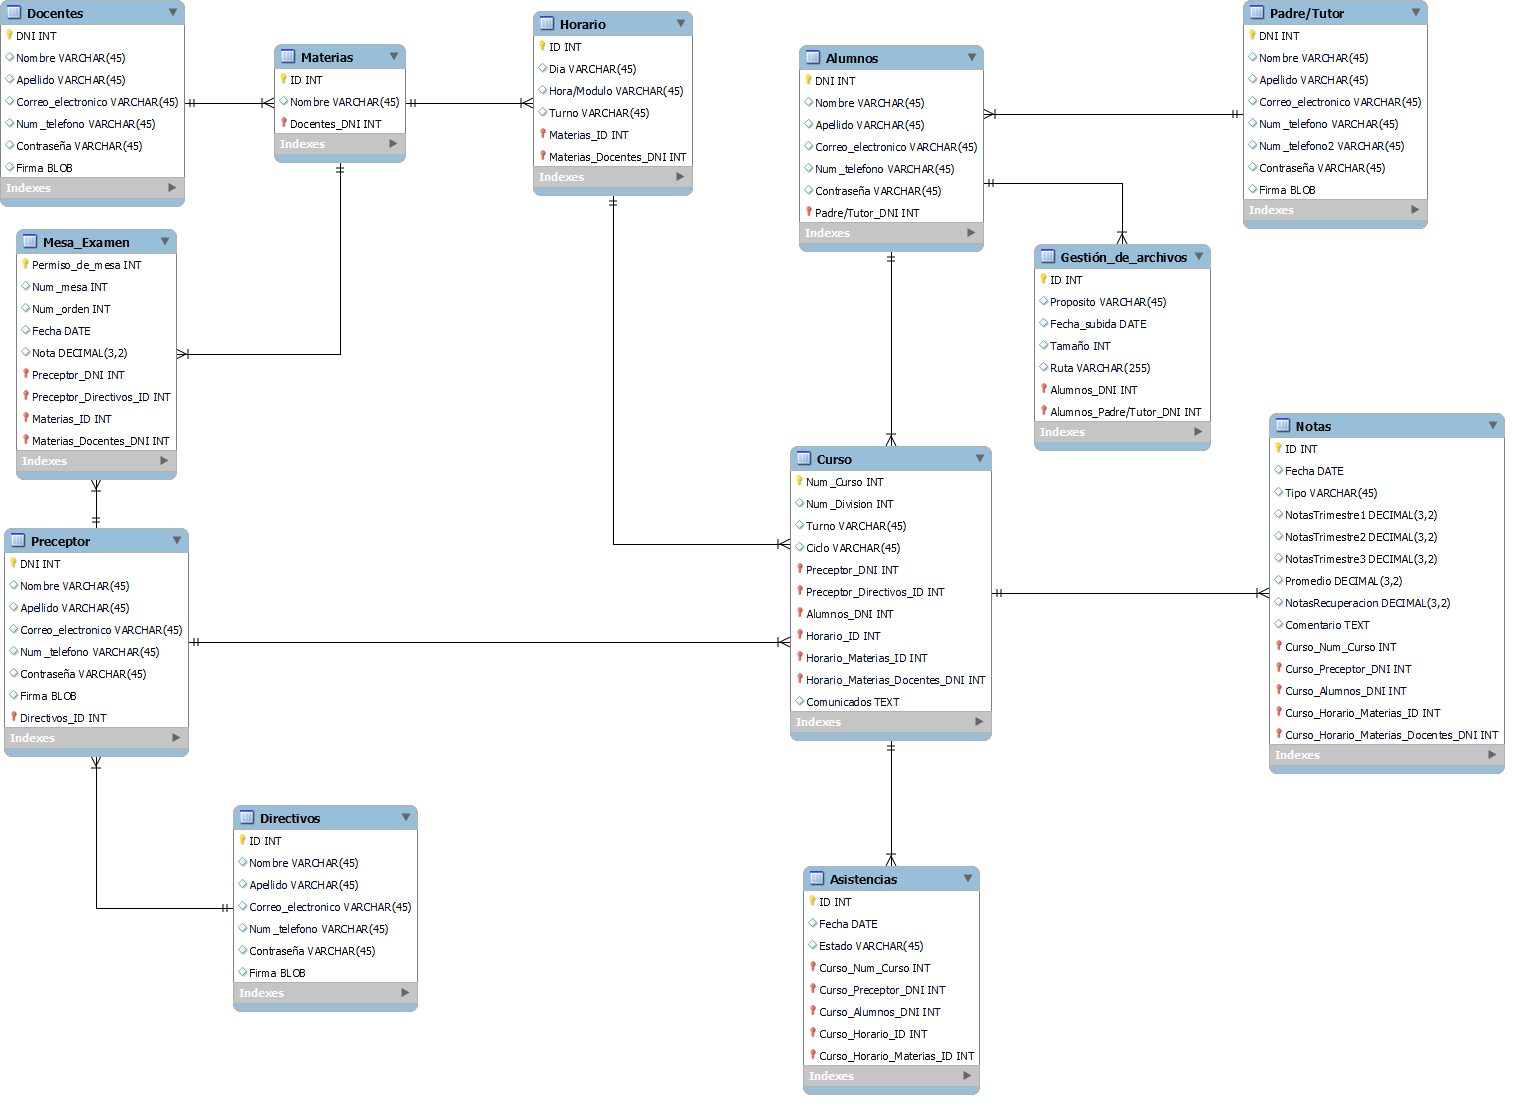 Docentes
DNI INT
Nombre VARCHAR(45)
Apellido VARCHAR(45)
Correo_electronico VARCHAR(45)
Num_telefono VARCHAR(45)
Contraseña VARCHAR(45)
Firma BLOB
Indexes
Materias
ID INT
Nombre VARCHAR(45)
Docentes_DNI INT
Indexes
Horario
ID INT
Dia VARCHAR(45)
Hora/Modulo VARCHAR(45)
Turno VARCHAR(45)
Materias_ID INT
Materias_Docentes_DNI INT
Indexes
Alumnos
DNI INT
Nombre VARCHAR(45)
Apellido VARCHAR(45)
Correo_electronico VARCHAR(45)
Num_telefono VARCHAR(45)
Contraseña VARCHAR(45)
Padre/Tutor_DNI INT
Indexes
Padre/Tutor
DNI INT
Nombre VARCHAR(45)
Apellido VARCHAR(45)
Correo_electronico VARCHAR(45)
Num_telefono VARCHAR(45)
Num_telefono2 VARCHAR(45)
Contraseña VARCHAR(45)
Firma BLOB
Indexes
Mesa_Examen
Permiso_de_mesa INT
Num_mesa INT
Num_orden INT
Fecha DATE
Nota DECIMAL(3,2)
Preceptor_DNI INT
Preceptor_Directivos_ID INT
Materias_ID INT
Materias_Docentes_DNI INT
Indexes
Gestión_de_archivos
ID INT
Proposito VARCHAR(45)
Fecha_subida DATE
Tamaño INT
Ruta VARCHAR(255)
Alumnos_DNI INT
Alumnos_Padre/Tutor_DNI INT
Indexes
Curso
Num_Curso INT
Num_Division INT
Turno VARCHAR(45)
Ciclo VARCHAR(45)
Preceptor_DNI INT
Preceptor_Directivos_ID INT
Alumnos_DNI INT
Horario_ID INT
Horario_Materias_ID INT
Horario_Materias_Docentes_DNI INT
Comunicados TEXT
Indexes
Notas
ID INT
Fecha DATE
Tipo VARCHAR(45)
NotasTrimestre1 DECIMAL(3,2)
NotasTrimestre2 DECIMAL(3,2)
NotasTrimestre3 DECIMAL(3,2)
Promedio DECIMAL(3,2)
NotasRecuperacion DECIMAL(3,2)
Comentario TEXT
Curso_Num_Curso INT
Curso_Preceptor_DNI INT
Curso_Alumnos_DNI INT
Curso_Horario_Materias_ID INT
Curso_Horario_Materias_Docentes_DNI INT
Indexes
Preceptor
DNI INT
Nombre VARCHAR(45)
Apellido VARCHAR(45)
Correo_electronico VARCHAR(45)
Num_telefono VARCHAR(45)
Contraseña VARCHAR(45)
Firma BLOB
Directivos_ID INT
Indexes
Directivos
ID INT
Nombre VARCHAR(45)
Apellido VARCHAR(45)
Correo_electronico VARCHAR(45)
Num_telefono VARCHAR(45)
Contraseña VARCHAR(45)
Firma BLOB
Indexes
Asistencias
ID INT
Fecha DATE
Estado VARCHAR(45)
Curso_Num_Curso INT
Curso_Preceptor_DNI INT
Curso_Alumnos_DNI INT
Curso_Horario_ID INT
Curso_Horario_Materias_ID INT
Indexes